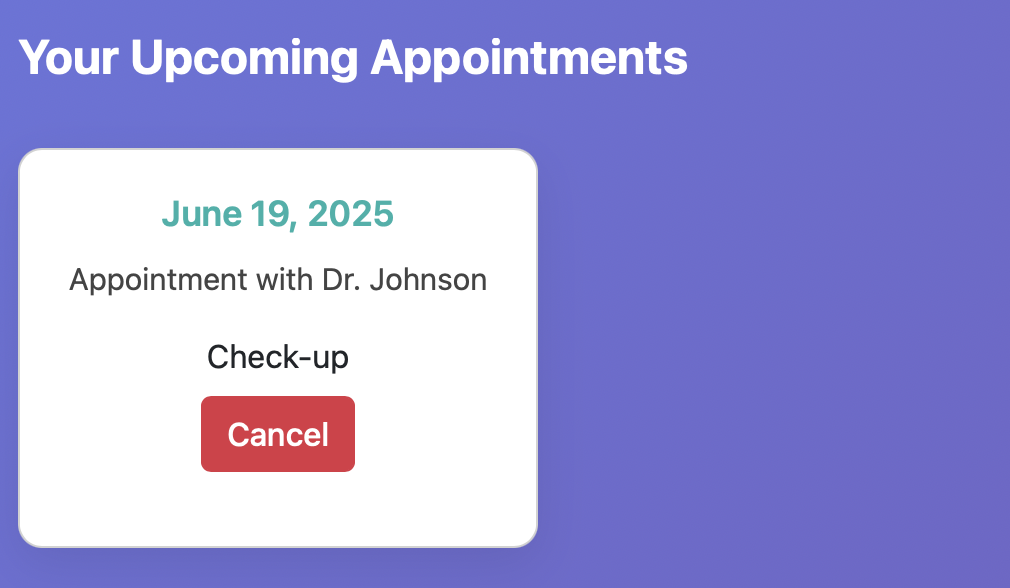 Your Upcoming Appointments
June 19, 2025
Appointment with Dr. Johnson
Check-up
Cancel